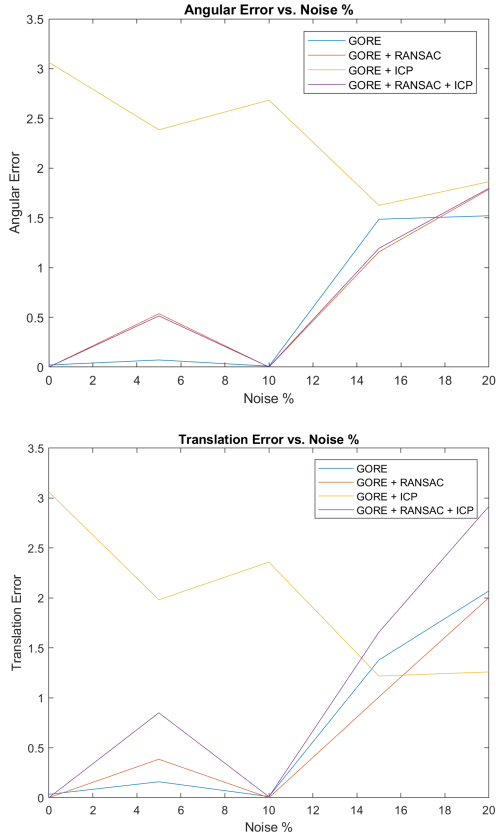 Angular Error vs. Noise %
3.5
3
2.5
2
1.5
1
0.5
0
Angular Error
GORE
GORE + RANSAC
GORE + ICP
GORE + RANSAC + ICP
0 2 4 6 8 10 12 14 16 18 20
Noise %
Translation Error vs. Noise %
3.5
3
2.5
2
1.5
1
0.5
0
Translation Error
GORE
GORE + RANSAC
GORE + ICP
GORE + RANSAC + ICP
0 2 4 6 8 10 12 14 16 18 20
Noise %